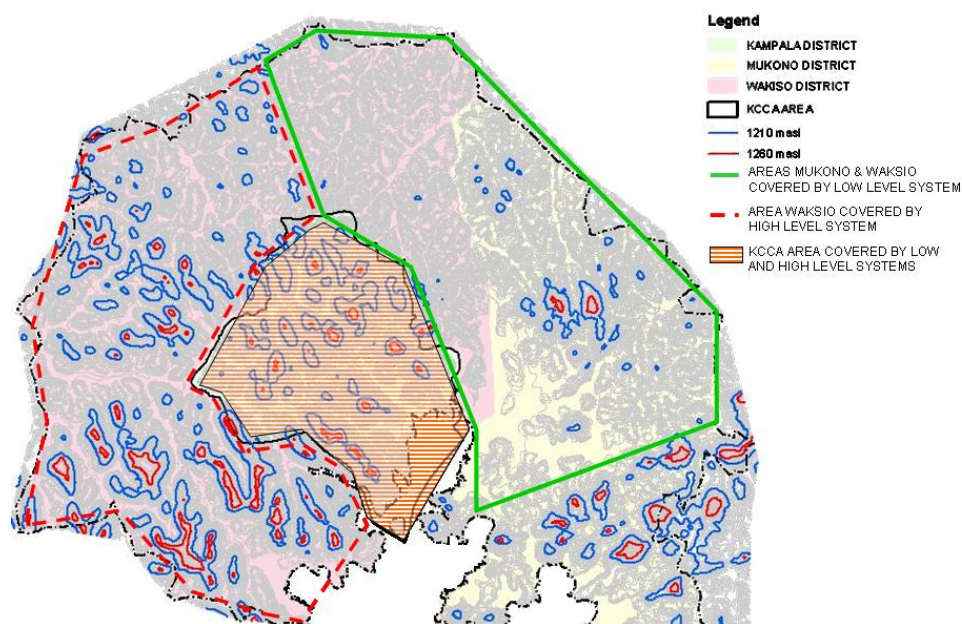 Legend
KAMPALA DISTRICT
MUKONO DISTRICT
WAKISO DISTRICT
KCCA AREA
1210 masl
1260 masl
AREAS MUKONO & WAKSIO
COVERED BY LOW LEVEL SYSTEM
AREA WAKSIO COVERED BY
HIGH LEVEL SYSTEM
KCCA AREA COVERED BY LOW
AND HIGH LEVEL SYSTEMS